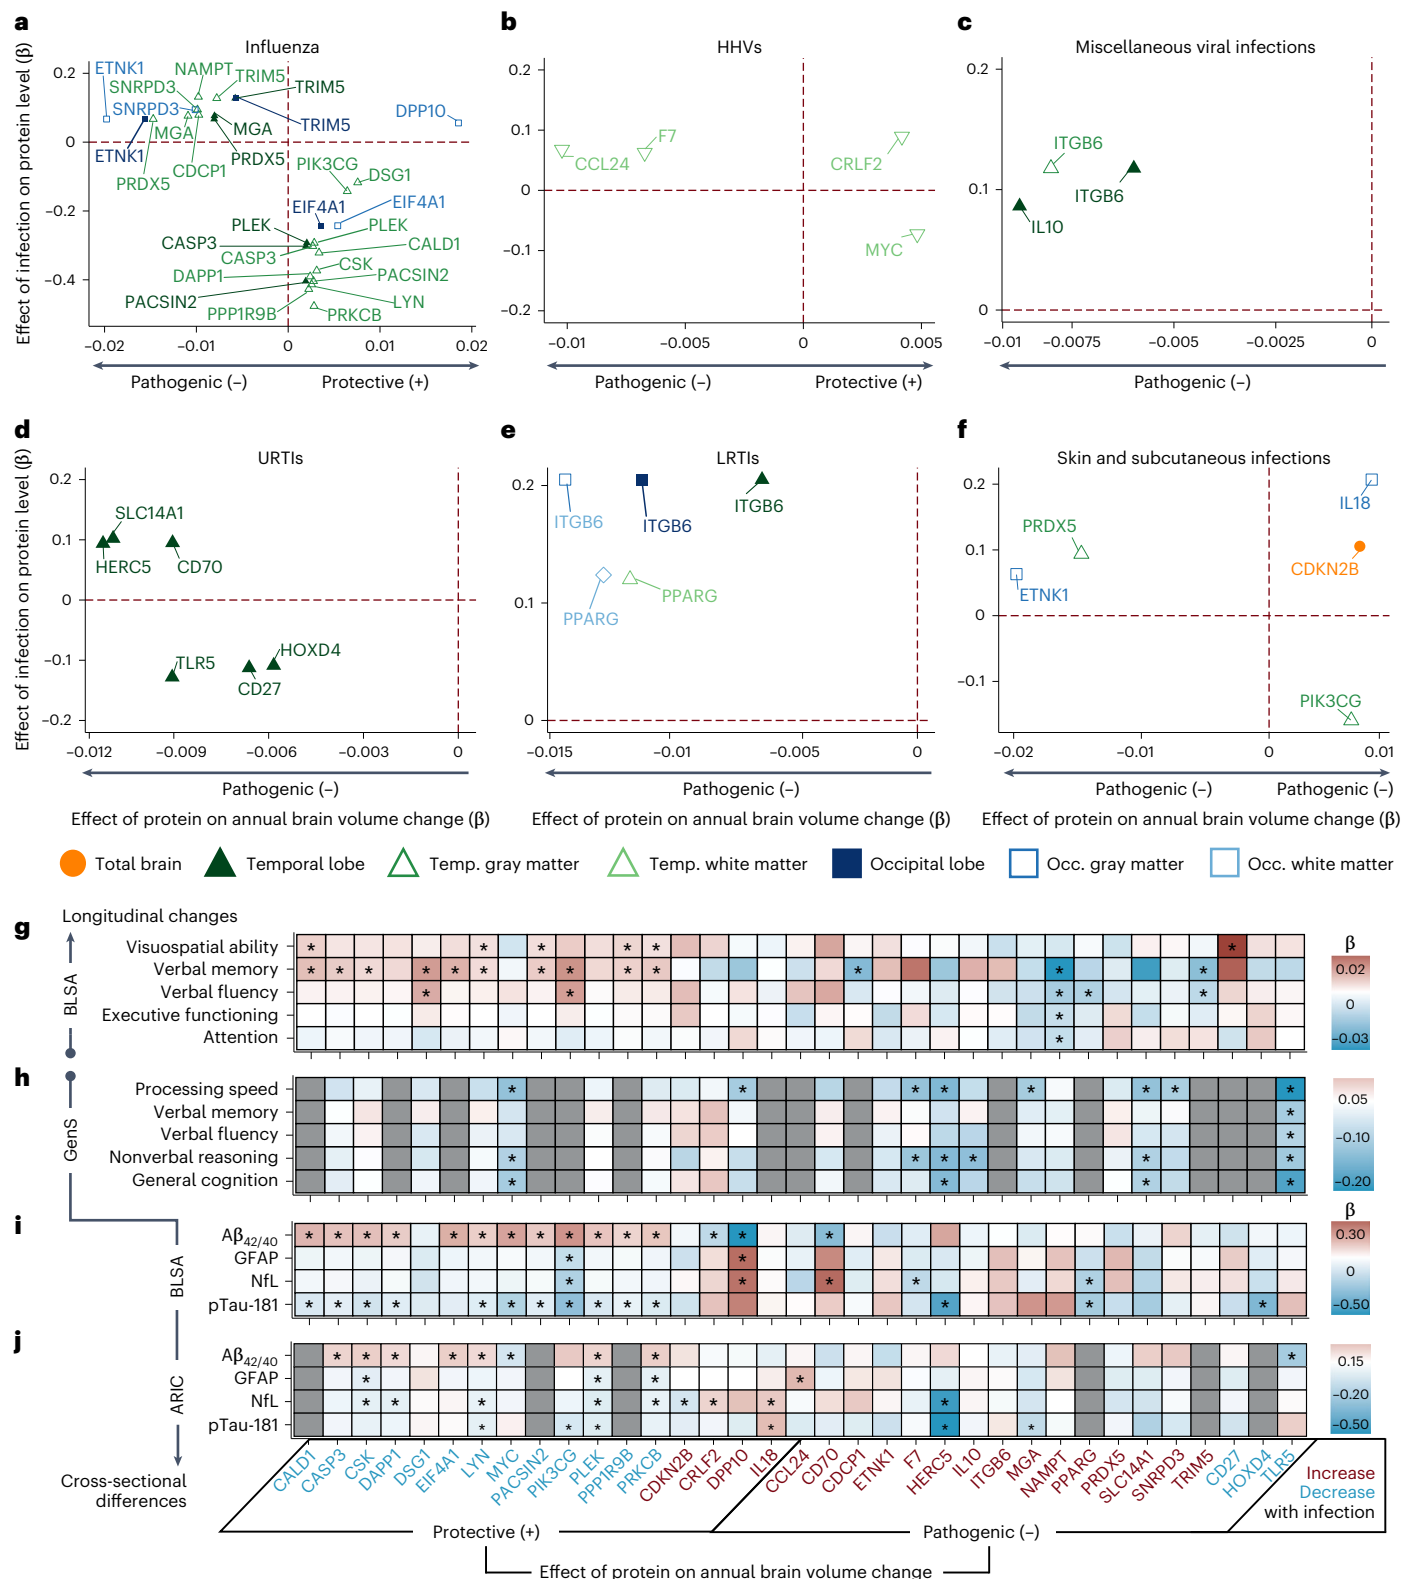 a
Influenza
Effect of infection on protein level (β)
0.2
0
−0.2
−0.4
ETNK1
NAMPT
TRIM5
SNRPD3
TRIM5
SNRPD3
DPP10
MGA
MGA
TRIM5
ETNK1
PRDX5
CDCP1
PRDX5
PIK3CG
DSG1
EIF4A1
EIF4A1
PLEK
PLEK
CASP3
CALD1
CASP3
CSK
DAPP1
PACSIN2
PACSIN2
LYN
PPP1R9B
PRKCB
−0.02
−0.01
0
0.01
0.02
Pathogenic (−)
Protective (+)
b
HHVs
0.2
0.1
0
−0.1
−0.2
F7
CCL24
CRLF2
MYC
−0.01
−0.005
0
0.005
Pathogenic (−)
Protective (+)
c
Miscellaneous viral infections
0.2
0.1
0
ITGB6
ITGB6
IL10
−0.01
−0.0075
−0.005
−0.0025
0
Pathogenic (−)
d
URTIs
Effect of infection on protein level (β)
0.2
0.1
0
−0.1
−0.2
SLC14A1
HERC5
CD70
TLR5
HOXD4
CD27
−0.012
−0.009
−0.006
−0.003
0
Pathogenic (−)
Effect of protein on annual brain volume change (β)
e
LRTIs
0.2
0.1
0
ITGB6
ITGB6
ITGB6
PPARG
PPARG
−0.015
−0.01
−0.005
0
Pathogenic (−)
Effect of protein on annual brain volume change (β)
f
Skin and subcutaneous infections
0.2
0.1
0
−0.1
IL18
PRDX5
CDKN2B
ETNK1
PIK3CG
−0.02
−0.01
0
0.01
Pathogenic (−)
Pathogenic (−)
Effect of protein on annual brain volume change (β)
Total brain
Temporal lobe
Temp. gray matter
Temp. white matter
Occipital lobe
Occ. gray matter
Occ. white matter
Longitudinal changes
g
BLSA
Visuospatial ability
Verbal memory
Verbal fluency
Executive functioning
Attention
β
0.02
0
−0.03
h
GenS
Processing speed
Verbal memory
Verbal fluency
Nonverbal reasoning
General cognition
0.05
−0.10
−0.20
i
BLSA
Aβ42/40
GFAP
NfL
pTau-181
β
0.30
0
−0.50
j
ARIC
Aβ42/40
GFAP
NfL
pTau-181
0.15
−0.20
−0.50
Cross-sectional
differences
CALD1
CASP3
CSK
DAPP1
DSG1
EIF4A1
LYN
MYC
PACSIN2
PIK3CG
PLEK
PPP1R9B
PRKCB
CDKN2B
CRLF2
DPP10
IL18
CCL24
CD70
CDCP1
ETNK1
F7
HERC5
IL10
ITGB6
MGA
NAMPT
PPARG
PRDX5
SLC14A1
SNRPD3
TRIM5
CD27
HOXD4
TLR5
Increase
Decrease
with infection
Protective (+)
Pathogenic (−)
Effect of protein on annual brain volume change